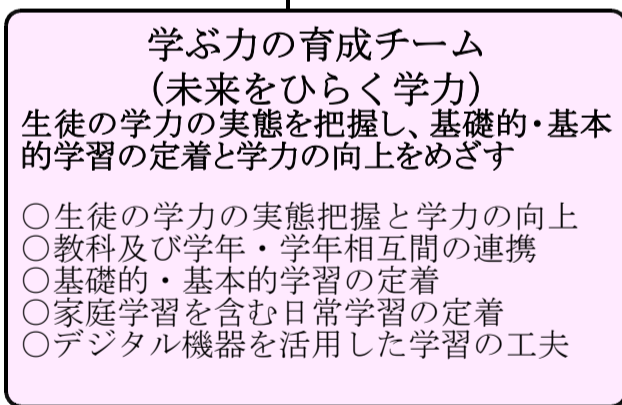 学ぶ力の育成チーム
(未来をひらく学力)
生徒の学力の実態を把握し、基礎的・基本
的学習の定着と学力の向上をめざす
○生徒の学力の実態把握と学力の向上
○教科及び学年・学年相互間の連携
○基礎的・基本的学習の定着
○家庭学習を含む日常学習の定着
○デジタル機器を活用した学習の工夫